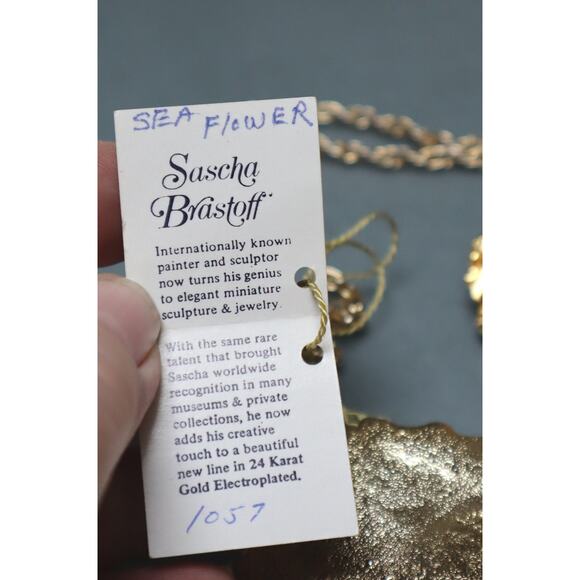 SEA FLOWER
Sascha
Brastoff
Internationally known
painter and sculptor
now turns his genius
to elegant miniature
sculpture & jewelry.
With the same rare
talent that brought
Sascha worldwide
recognition in many
museums & private
collections, he now
adds his creative
touch to a beautiful
new line in 24 Karat
Gold Electroplated.
1057